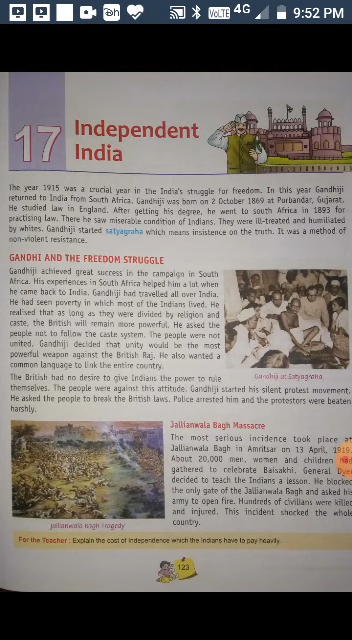 VoLTE 4G 9:52 PM
17
Independent
India
The year 1915 was a crucial year in the India's struggle for freedom. In this year Gandhiji
returned to India from South Africa. Gandhiji was born on 2 October 1869 at Purbandar, Gujarat.
He studied law in England. After getting his degree, he went to south Africa in 1893 for
practising law. There he saw miserable condition of Indians. They were ill-treated and humiliated
by whites. Gandhiji started satyagraha which means insistence on the truth. It was a method of
non-violent resistance.
GANDHI AND THE FREEDOM STRUGGLE
Gandhiji achieved great success in the campaign in South
Africa. His experiences in South Africa helped him a lot when
he came back to India. Gandhiji had travelled all over India.
He had seen poverty in which most of the Indians lived. He
realised that as long as they were divided by religion and
caste, the British will remain more powerful. He asked the
people not to follow the caste system. The people were not
united. Gandhiji decided that unity would be the most
powerful weapon against the British Raj. He also wanted a
common language to link the entire country.
Gandhi at Satyagraha
The British had no desire to give Indians the power to rule
themselves. The people were against this attitude. Gandhiji started his silent protest movement.
He asked the people to break the British laws. Police arrested him and the protestors were beaten
harshly.
Jallianwala Bagh Massacre
The most serious incidence took place at
Jallianwala Bagh in Amritsar on 13 April, 1919.
About 20,000 men, women and children had
gathered to celebrate Baisakhi. General Dyer
decided to teach the Indians a lesson. He blocked
the only gate of the Jallianwala Bagh and asked his
army to open fire. Hundreds of civilians were killed
and injured. This incident shocked the whole
country.
Jallianwala Bagh Tragedy
For the Teacher : Explain the cost of independence which the Indians have to pay heavily.
123